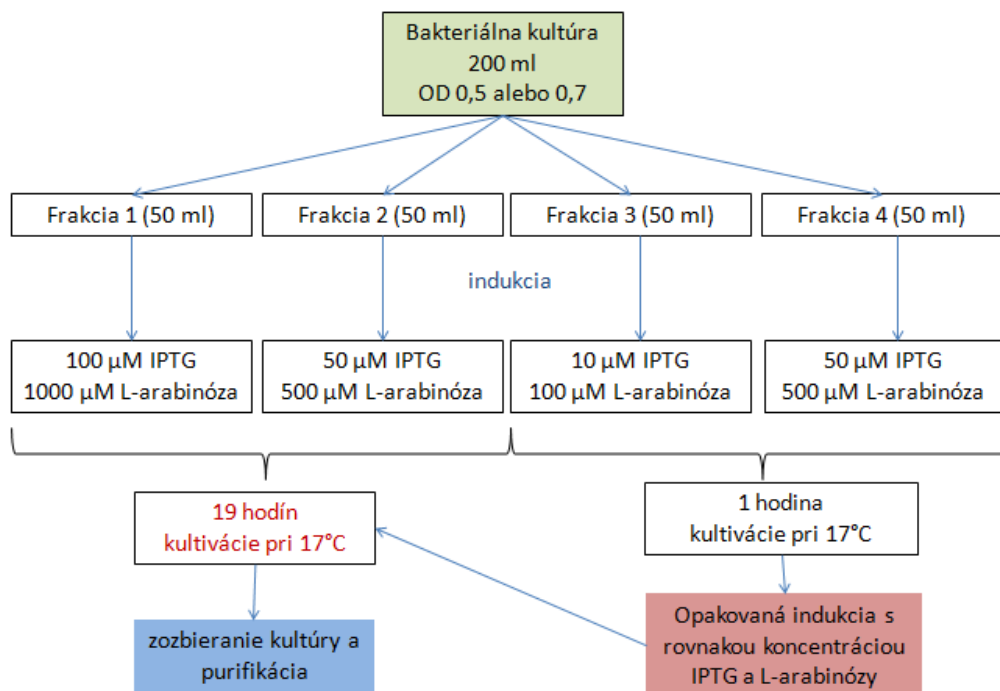 Bakteriálna kultúra
200 ml
OD 0,5 alebo 0,7
Frakcia 1 (50 ml)
Frakcia 2 (50 ml)
Frakcia 3 (50 ml)
Frakcia 4 (50 ml)
indukcia
100 µM IPTG
1000 µM L-arabinóza
50 µM IPTG
500 µM L-arabinóza
10 µM IPTG
100 µM L-arabinóza
50 µM IPTG
500 µM L-arabinóza
19 hodín
kultivácie pri 17°C
1 hodina
kultivácie pri 17°C
zozbieranie kultúry a
purifikácia
Opakovaná indukcia s
rovnakou koncentráciou
IPTG a L-arabinózy